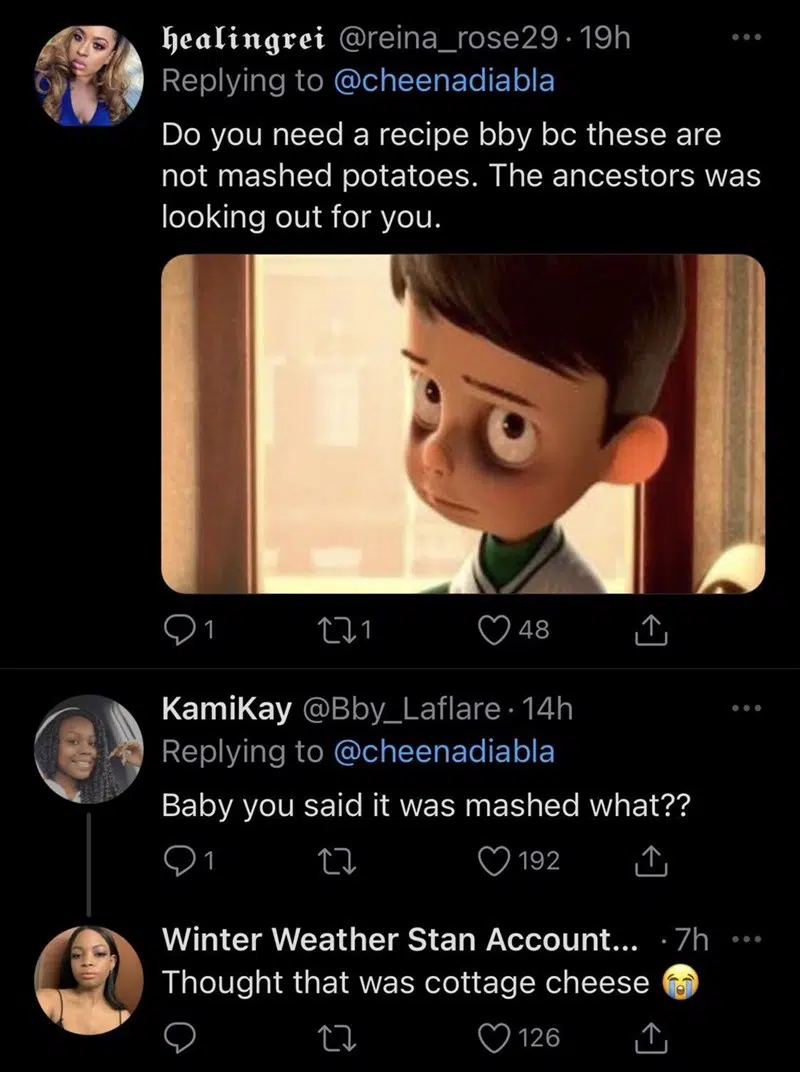 healingrei @reina_rose29 · 19h
Replying to @cheenadiabla
Do you need a recipe bby bc these are
not mashed potatoes. The ancestors was
looking out for you.
1 1 48
KamiKay @Bby_Laflare · 14h
Replying to @cheenadiabla
Baby you said it was mashed what??
1 192
Winter Weather Stan Account... · 7h
Thought that was cottage cheese 😭
126